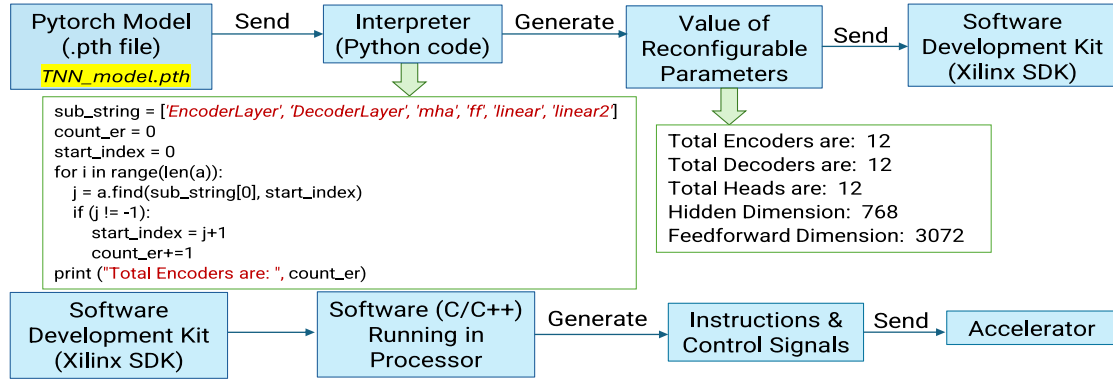 Pytorch Model
(.pth file)
TNN_model.pth
Send
Interpreter
(Python code)
Generate
Value of
Reconfigurable
Parameters
Send
Software
Development Kit
(Xilinx SDK)
sub_string = ['EncoderLayer', 'DecoderLayer', 'mha', 'ff', 'linear', 'linear2']
count_er = 0
start_index = 0
for i in range(len(a)):
j = a.find(sub_string[0], start_index)
if (j != -1):
start_index = j+1
count_er+=1
print ("Total Encoders are: ", count_er)
Total Encoders are: 12
Total Decoders are: 12
Total Heads are: 12
Hidden Dimension: 768
Feedforward Dimension: 3072
Software
Development Kit
(Xilinx SDK)
Software (C/C++)
Running in
Processor
Generate
Instructions &
Control Signals
Send
Accelerator